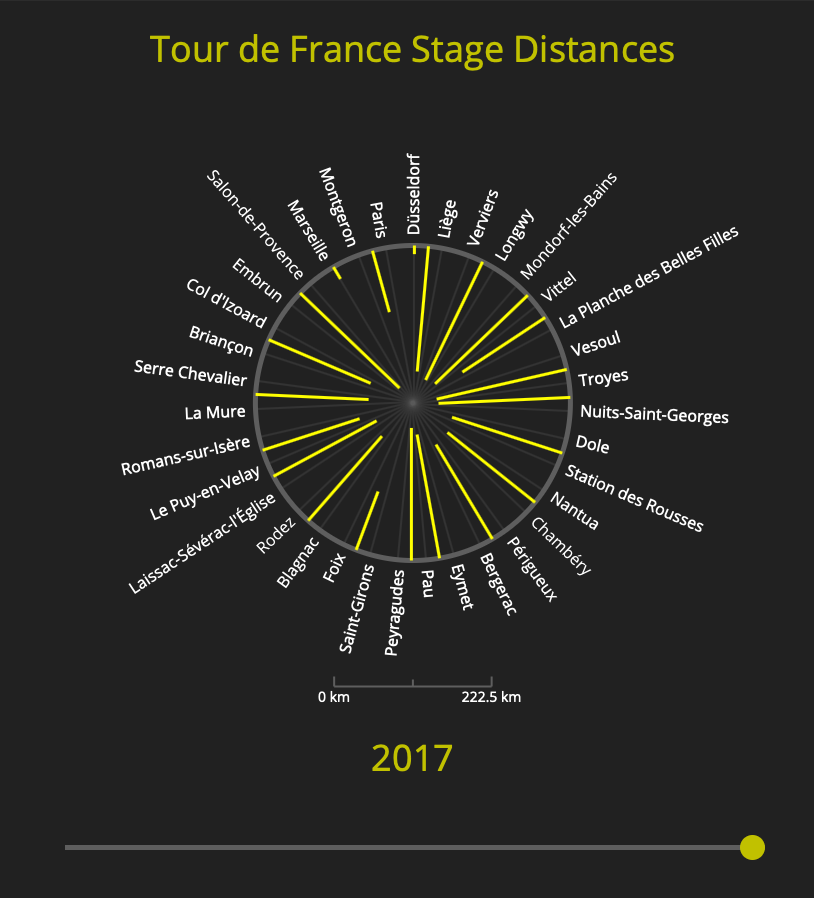 Tour de France Stage Distances
Düsseldorf
Liège
Verviers
Longwy
Mondorf-les-Bains
Vittel
La Planche des Belles Filles
Vesoul
Troyes
Nuits-Saint-Georges
Dole
Station des Rousses
Nantua
Chambéry
Périgueux
Bergerac
Eymet
Pau
Peyragudes
Saint-Girons
Foix
Blagnac
Rodez
Laissac-Sévérac-l'Église
Le Puy-en-Velay
Romans-sur-Isère
La Mure
Serre Chevalier
Briançon
Col d'Izoard
Embrun
Salon-de-Provence
Marseille
Montgeron
Paris
0 km
222.5 km
2017